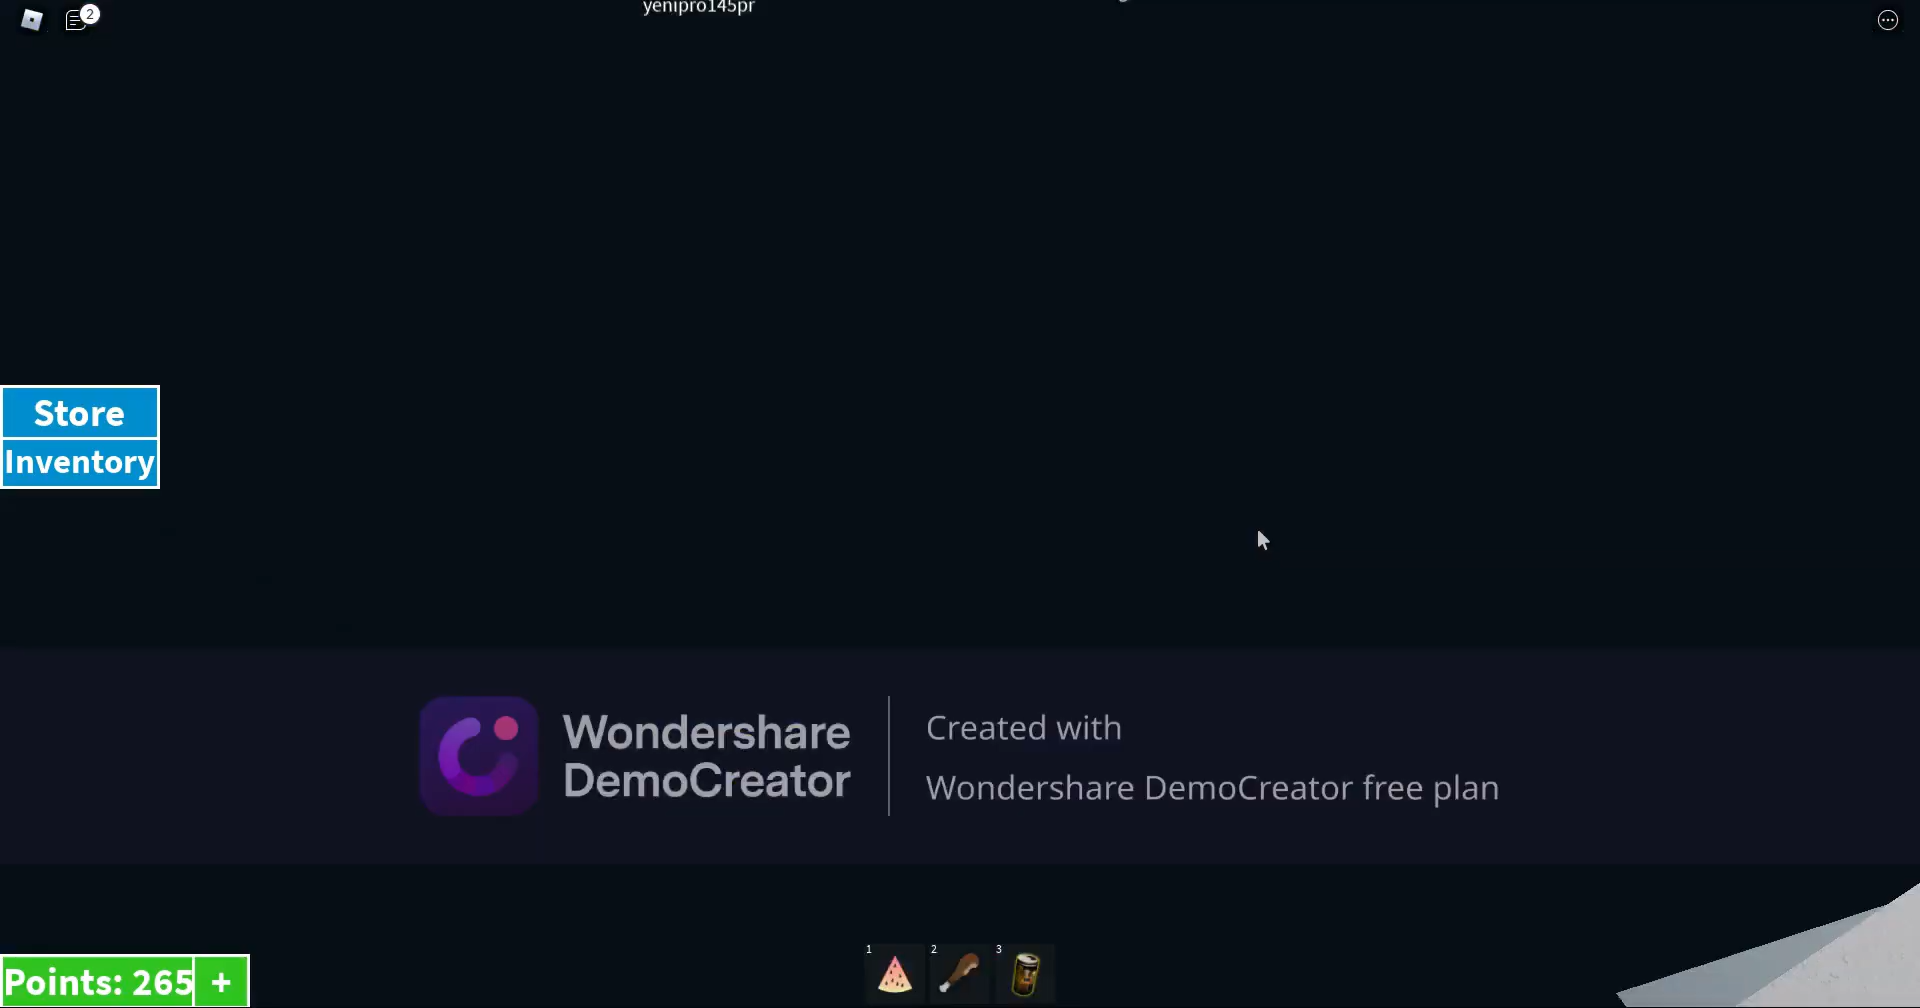 yenipro145pr
2
Store
Inventory
Wondershare
DemoCreator
Created with
Wondershare DemoCreator free plan
1
2
3
Points: 265 +